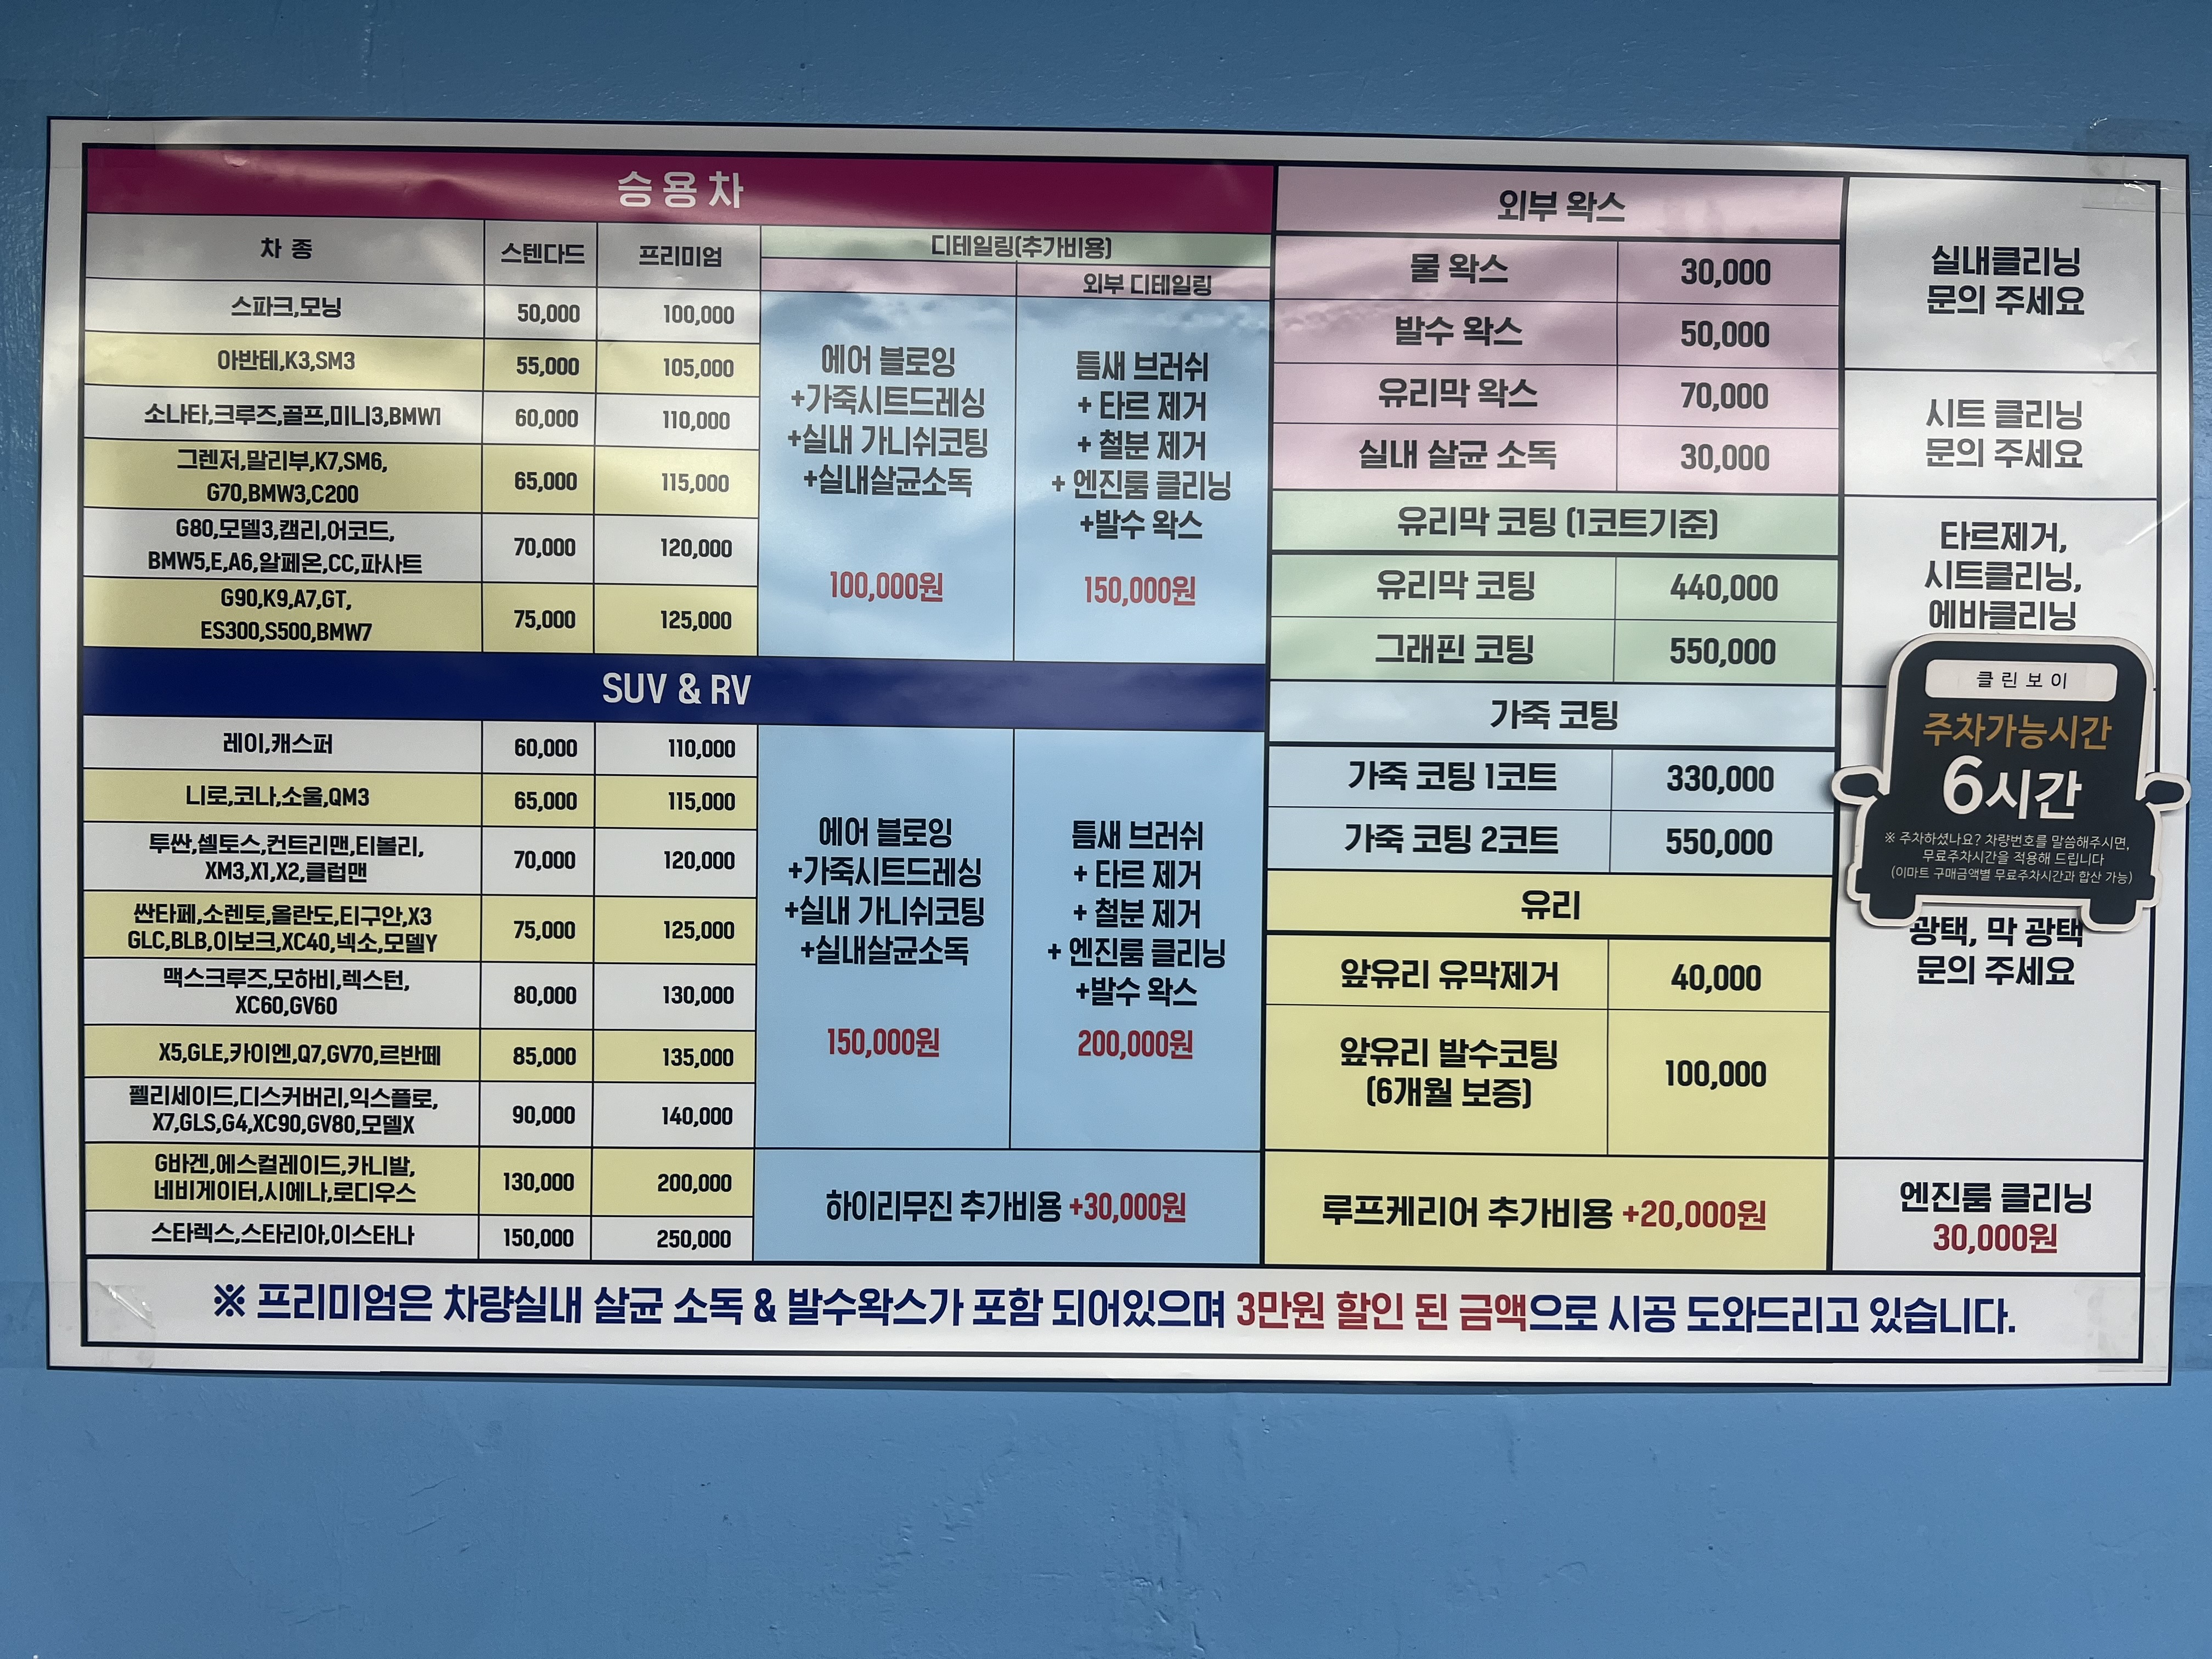 승용차
차 종 스텐다드 프리미엄 디테일링(추가비용)
외부 디테일링
스파크,모닝 50,000 100,000
아반테,K3,SM3 55,000 105,000
소나타,크루즈,골프,미니3,BMW1 60,000 110,000
그렌저,말리부,K7,SM6,
G70,BMW3,C200 65,000 115,000
G80,모델3,캠리,어코드,
BMW5,E,A6,알페온,CC,파사트 70,000 120,000
G90,K9,A7,GT,
ES300,S500,BMW7 75,000 125,000
에어 블로잉
+가죽시트드레싱
+실내 가니쉬코팅
+실내살균소독
100,000원
틈새 브러쉬
+ 타르 제거
+ 철분 제거
+ 엔진룸 클리닝
+발수 왁스
150,000원
SUV & RV
레이,캐스퍼 60,000 110,000
니로,코나,소울,QM3 65,000 115,000
투싼,셀토스,컨트리맨,티볼리,
XM3,X1,X2,클럽맨 70,000 120,000
싼타페,소렌토,올란도,티구안,X3
GLC,BLB,이보크,XC40,넥소,모델Y 75,000 125,000
맥스크루즈,모하비,렉스턴,
XC60,GV60 80,000 130,000
X5,GLE,카이엔,Q7,GV70,르반떼 85,000 135,000
펠리세이드,디스커버리,익스플로,
X7,GLS,G4,XC90,GV80,모델X 90,000 140,000
G바겐,에스컬레이드,카니발,
네비게이터,시에나,로디우스 130,000 200,000
스타렉스,스타리아,이스타나 150,000 250,000
에어 블로잉
+가죽시트드레싱
+실내 가니쉬코팅
+실내살균소독
150,000원
틈새 브러쉬
+ 타르 제거
+ 철분 제거
+ 엔진룸 클리닝
+발수 왁스
200,000원
하이리무진 추가비용 +30,000원
외부 왁스
물 왁스 30,000
발수 왁스 50,000
유리막 왁스 70,000
실내 살균 소독 30,000
유리막 코팅 (1코트기준)
유리막 코팅 440,000
그래핀 코팅 550,000
가죽 코팅
가죽 코팅 1코트 330,000
가죽 코팅 2코트 550,000
유리
앞유리 유막제거 40,000
앞유리 발수코팅
(6개월 보증) 100,000
루프케리어 추가비용 +20,000원
실내클리닝
문의 주세요
시트 클리닝
문의 주세요
타르제거,
시트클리닝,
에바클리닝
클린보이
주차가능시간
6시간
※ 주차하셨나요? 차량번호를 말씀해주시면,
무료주차시간을 적용해 드립니다
(이마트 구매금액별 무료주차시간과 합산 가능)
광택, 막 광택
문의 주세요
엔진룸 클리닝
30,000원
※ 프리미엄은 차량실내 살균 소독 & 발수왁스가 포함 되어있으며 3만원 할인 된 금액으로 시공 도와드리고 있습니다.